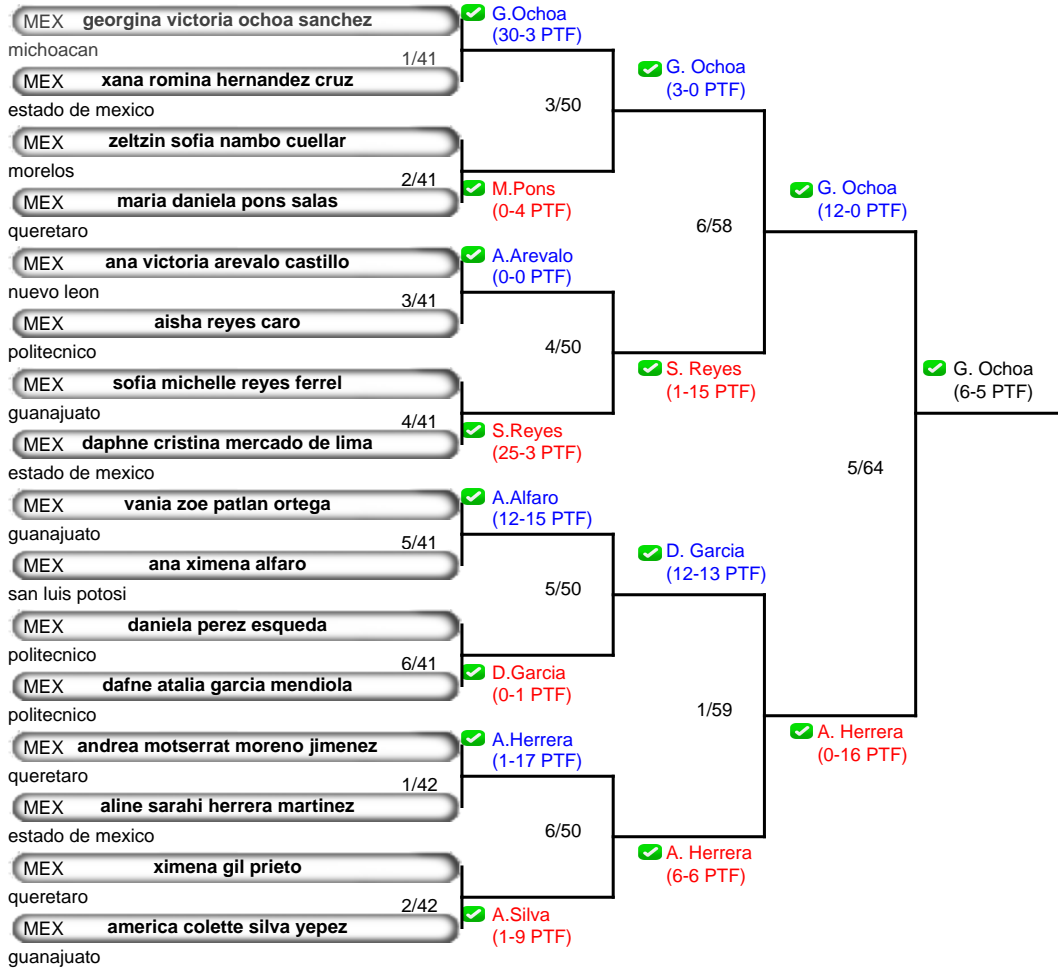 MEX georgina victoria ochoa sanchez
G.Ochoa
(30-3 PTF)
michoacan
1/41
MEX xana romina hernandez cruz
G. Ochoa
(3-0 PTF)
estado de mexico
3/50
MEX zeltzin sofia nambo cuellar
morelos
2/41
MEX maria daniela pons salas
M.Pons
(0-4 PTF)
G. Ochoa
(12-0 PTF)
queretaro
6/58
MEX ana victoria arevalo castillo
A.Arevalo
(0-0 PTF)
nuevo leon
3/41
MEX aisha reyes caro
politecnico
4/50
MEX sofia michelle reyes ferrel
S. Reyes
(1-15 PTF)
G. Ochoa
(6-5 PTF)
guanajuato
4/41
MEX daphne cristina mercado de lima
S.Reyes
(25-3 PTF)
estado de mexico
5/64
MEX vania zoe patlan ortega
A.Alfaro
(12-15 PTF)
guanajuato
5/41
MEX ana ximena alfaro
D. Garcia
(12-13 PTF)
san luis potosi
5/50
MEX daniela perez esqueda
politecnico
6/41
MEX dafne atalia garcia mendiola
D.Garcia
(0-1 PTF)
politecnico
1/59
MEX andrea motserrat moreno jimenez
A.Herrera
(1-17 PTF)
A. Herrera
(0-16 PTF)
queretaro
1/42
MEX aline sarahi herrera martinez
estado de mexico
6/50
MEX ximena gil prieto
A. Herrera
(6-6 PTF)
queretaro
2/42
MEX america colette silva yepez
A.Silva
(1-9 PTF)
guanajuato